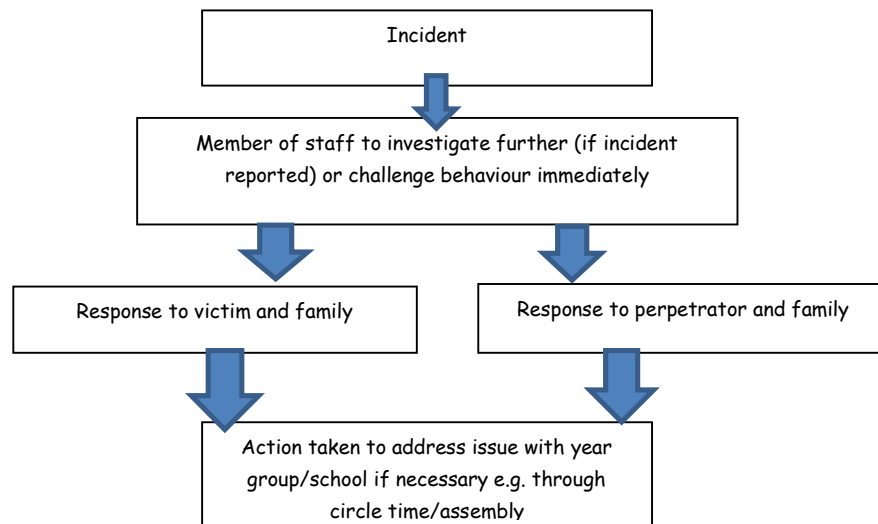 Incident
Member of staff to investigate further (if incident
reported) or challenge behaviour immediately
Response to victim and family
Response to perpetrator and family
Action taken to address issue with year
group/school if necessary e.g. through
circle time/assembly